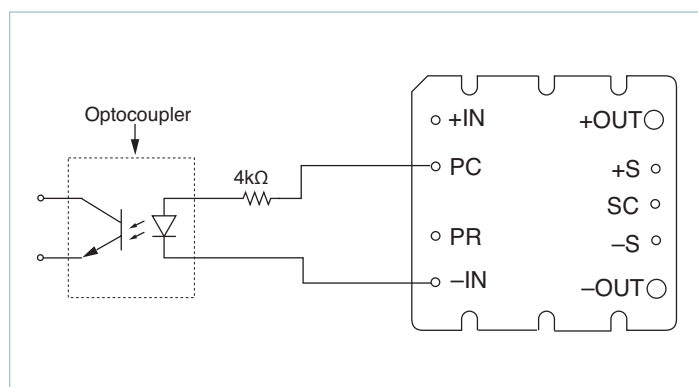 Optocoupler
4kΩ
+IN
PC
PR
–IN
+OUT
+S
SC
–S
–OUT